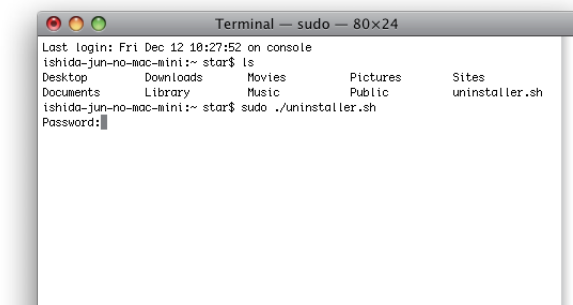 Terminal — sudo — 80×24
Last login: Fri Dec 12 10:27:52 on console
ishida-jun-no-mac-mini:~ star$ ls
Desktop Downloads Movies Pictures Sites
Documents Library Music Public uninstaller.sh
ishida-jun-no-mac-mini:~ star$ sudo ./uninstaller.sh
Password: